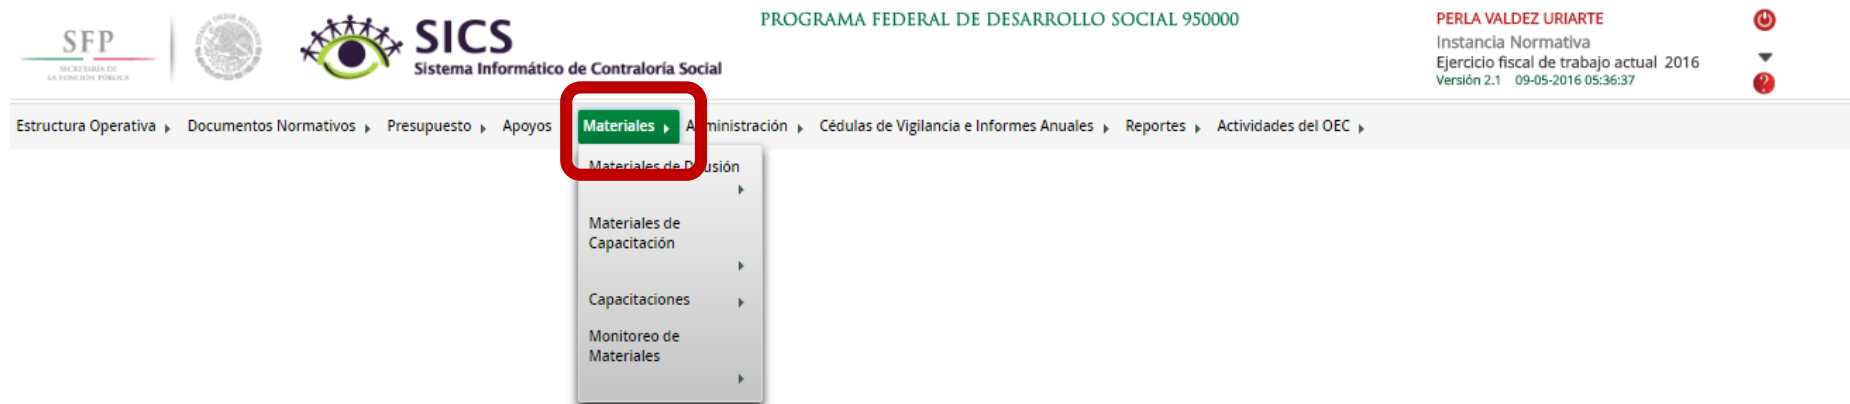 SFP
SECRETARÍA DE
LA FUNCIÓN PÚBLICA
SICS
Sistema Informático de Contraloría Social
PROGRAMA FEDERAL DE DESARROLLO SOCIAL 950000
PERLA VALDEZ URIARTE
Instancia Normativa
Ejercicio fiscal de trabajo actual 2016
Versión 2.1 09-05-2016 05:36:37
?
Estructura Operativa Documentos Normativos Presupuesto Apoyos Materiales Administración Cédulas de Vigilancia e Informes Anuales Reportes Actividades del OEC
Materiales de Difusión
Materiales de
Capacitación
Capacitaciones
Monitoreo de
Materiales